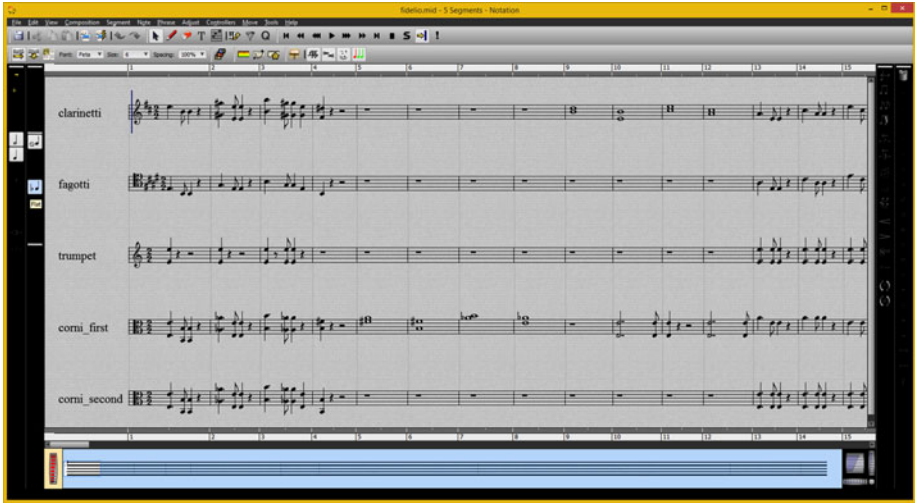 fidelio.mid - 5 Segments - Notation
File Edit View Composition Segment Note Phrase Adjust Controllers Move Tools Help
Font: Feta Size: 6 Spacing: 100%
1 2 3 4 5 6 7 8 9 10 11 12 13 14 15
clarinetti
fagotti
Flat
trumpet
corni_first
corni_second
1 2 3 4 5 6 7 8 9 10 11 12 13 14 15